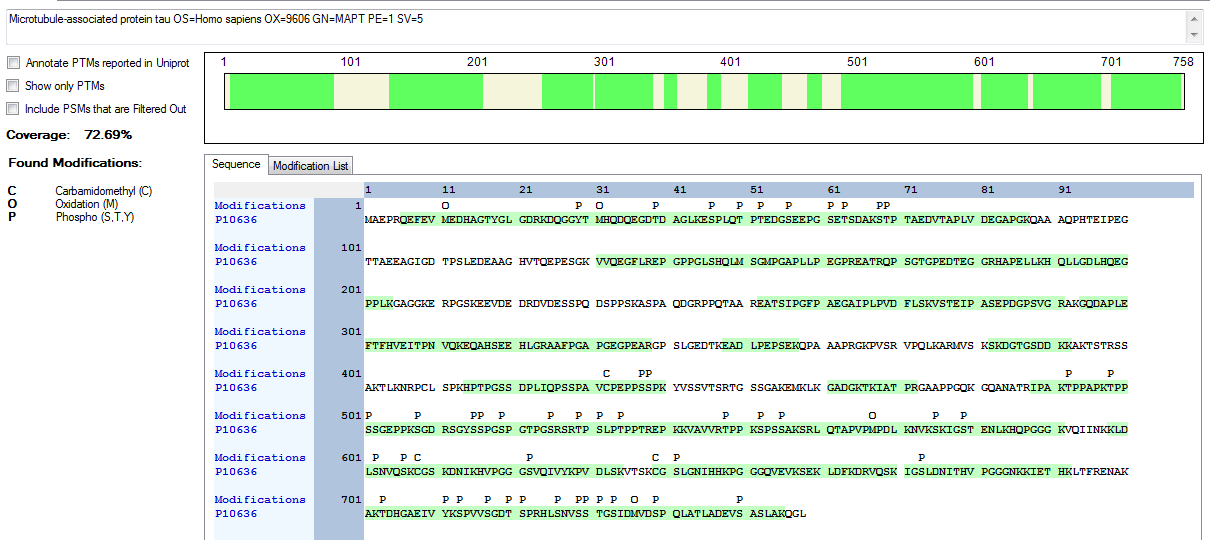 Microtubule-associated protein tau OS=Homo sapiens OX=9606 GN=MAPT PE=1 SV=5
Annotate PTMs reported in Uniprot
Show only PTMs
Include PSMs that are Filtered Out
Coverage: 72.69%
Found Modifications:
C Carbamidomethyl (C)
O Oxidation (M)
P Phospho (S,T,Y)
1 101 201 301 401 501 601 701 758
Sequence Modification List
1 11 21 31 41 51 61 71 81 91
Modifications 1 O P O P P P P P P P PP
P10636 MAEPRQEFEV MEDHAGTYGL GDRKDQGGYT MHQDQEGDTD AGLKESPLQT PTEDGSEEPG SETSDAKSTP TAEDVTAPLV DEGAPGKQAA AQPHTEIPEG
Modifications 101
P10636 TTAEEAGIGD TPSLEDEAAG HVTQEPESGK VVQEGFLREP GPPGLSHQLM SGMPGAPLLP EGPREATRQP SGTGPEDTEG GRHAPELLKH QLLGDLHQEG
Modifications 201
P10636 PPLKGAGGKE RPGSKEEVDE DRDVDESSPQ DSPPSKASPA QDGRPPQTAA REATSIPGFP AEGAIPLPVD FLSKVSTEIP ASEPDGPSVG RAKGQDAPLE
Modifications 301
P10636 FTFHVEITPN VQKEQAHSEE HLGRAAFPGA PGEGPEARGP SLGEDTKEAD LPEPSEKQPA AAPRGKPVSR VPQLKARMVS KSKDGTGSDD KKAKTSTRSS
Modifications 401 C PP P P
P10636 AKTLKNRPCL SPKHPTPGSS DPLIQPSSPA VCPEPPSSPK YVSSVTSRTG SSGAKEMKLK GADGKTKIAT PRGAAPPGQK GQANATRIPA KTPPAPKTPP
Modifications 501 P P PP P P P P P P P P O P P
P10636 SSGEPPKSGD RSGYSSPGSP GTPGSRSRTP SLPTPPTREP KKVAVVRTPP KSPSSAKSRL QTAPVPMPDL KNVKSKIGST ENLKHQPGGG KVQIINKKLD
Modifications 601 P P C P C P P
P10636 LSNVQSKCGS KDNIKHVPGG GSVQIVYKPV DLSKVTSKCG SLGNIHHKPG GGQVEVKSEK LDFKDRVQSK IGSLDNITHV PGGGNKKIET HKLTFRENAK
Modifications 701 P P P P P P P PP P P O P P
P10636 AKTDHGAEIV YKSPVVSGDT SPRHLSNVSS TGSIDMVDSP QLATLADEVS ASLAKQGL